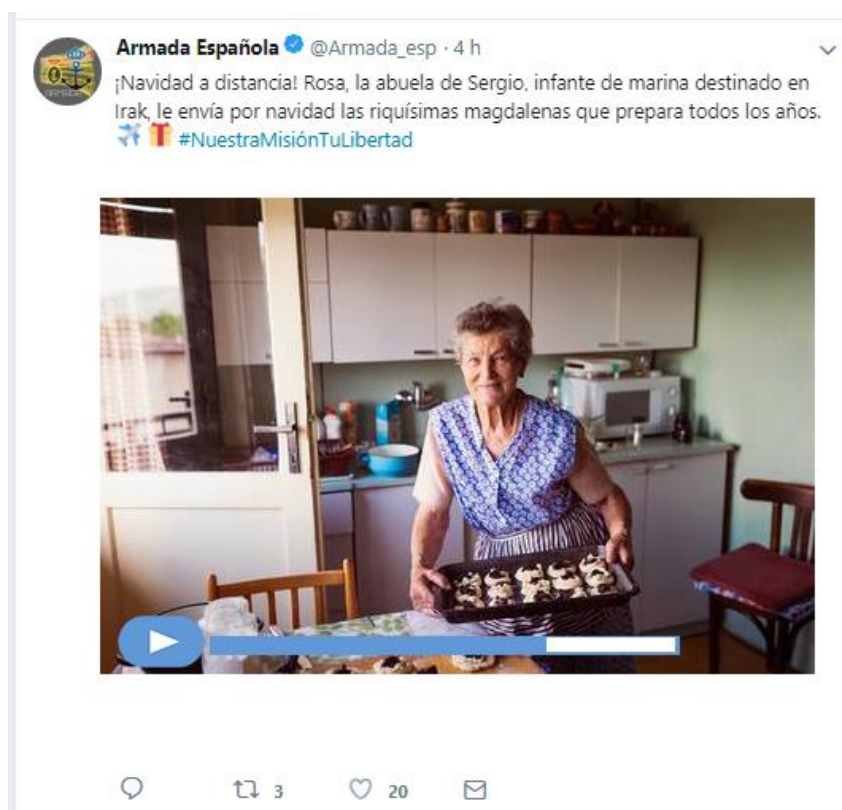 Armada Española @Armada_esp · 4 h
¡Navidad a distancia! Rosa, la abuela de Sergio, infante de marina destinado en
Irak, le envía por navidad las riquísimas magdalenas que prepara todos los años.
#NuestraMisiónTuLibertad
ARMADA
3 20